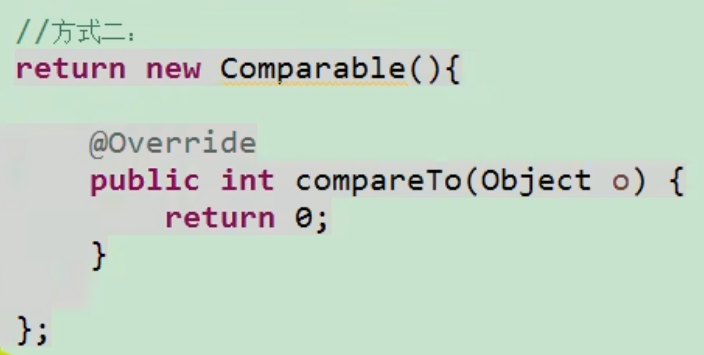 //方式二：
return new Comparable(){
@Override
public int compareTo(Object o) {
return 0;
}
};